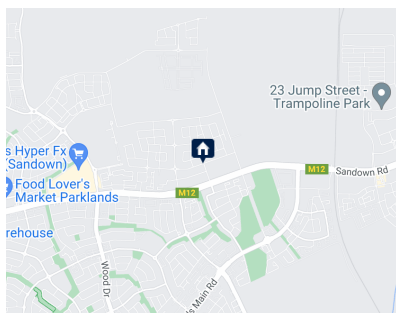 23 Jump Street -
Trampoline Park
s Hyper Fx
(Sandown)
M12
Sandown Rd
Food Lover's
Market Parklands
M12
rehouse
Wood Dr
ls Main Rd